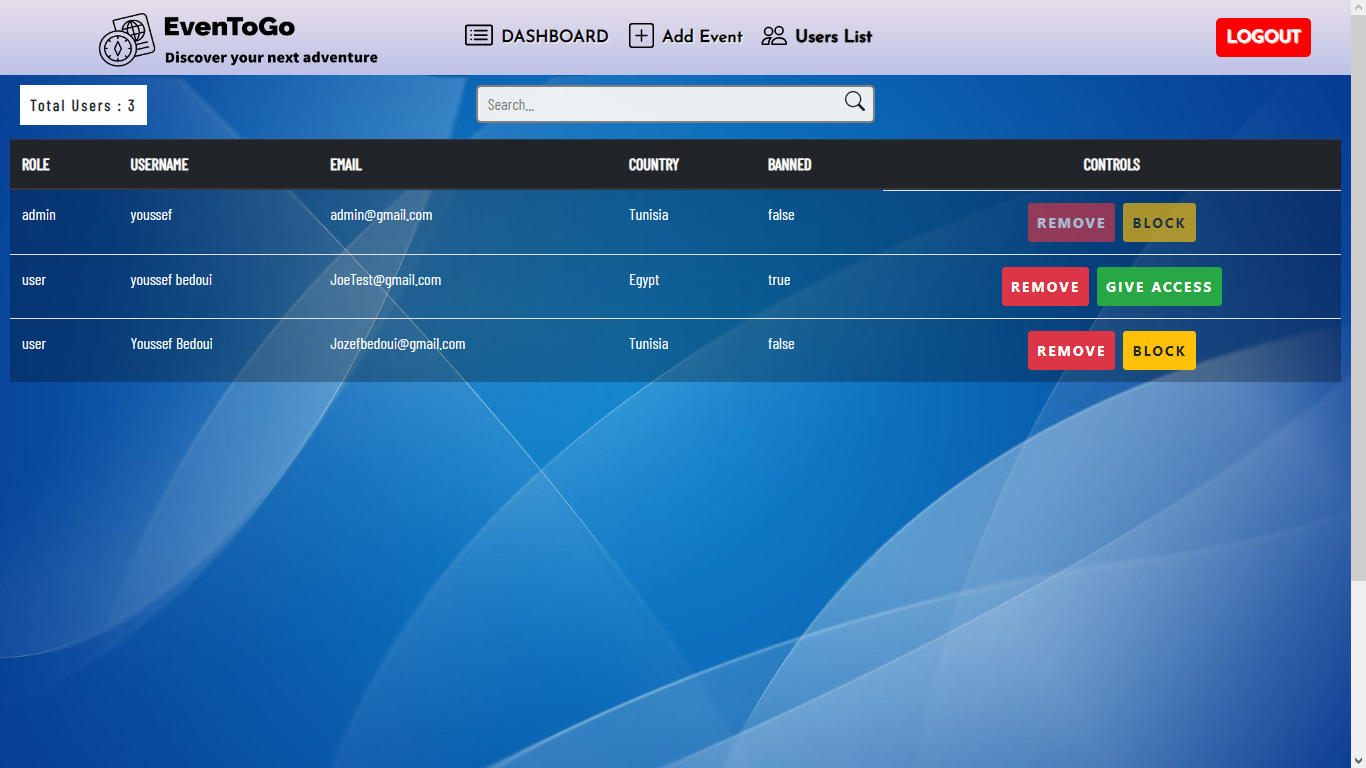 EvenToGo
Discover your next adventure
DASHBOARD Add Event Users List
LOGOUT
Total Users : 3
Search...
ROLE USERNAME EMAIL COUNTRY BANNED CONTROLS
admin youssef admin@gmail.com Tunisia false REMOVE BLOCK
user youssef bedoui JoeTest@gmail.com Egypt true REMOVE GIVE ACCESS
user Youssef Bedoui Jozefbedoui@gmail.com Tunisia false REMOVE BLOCK